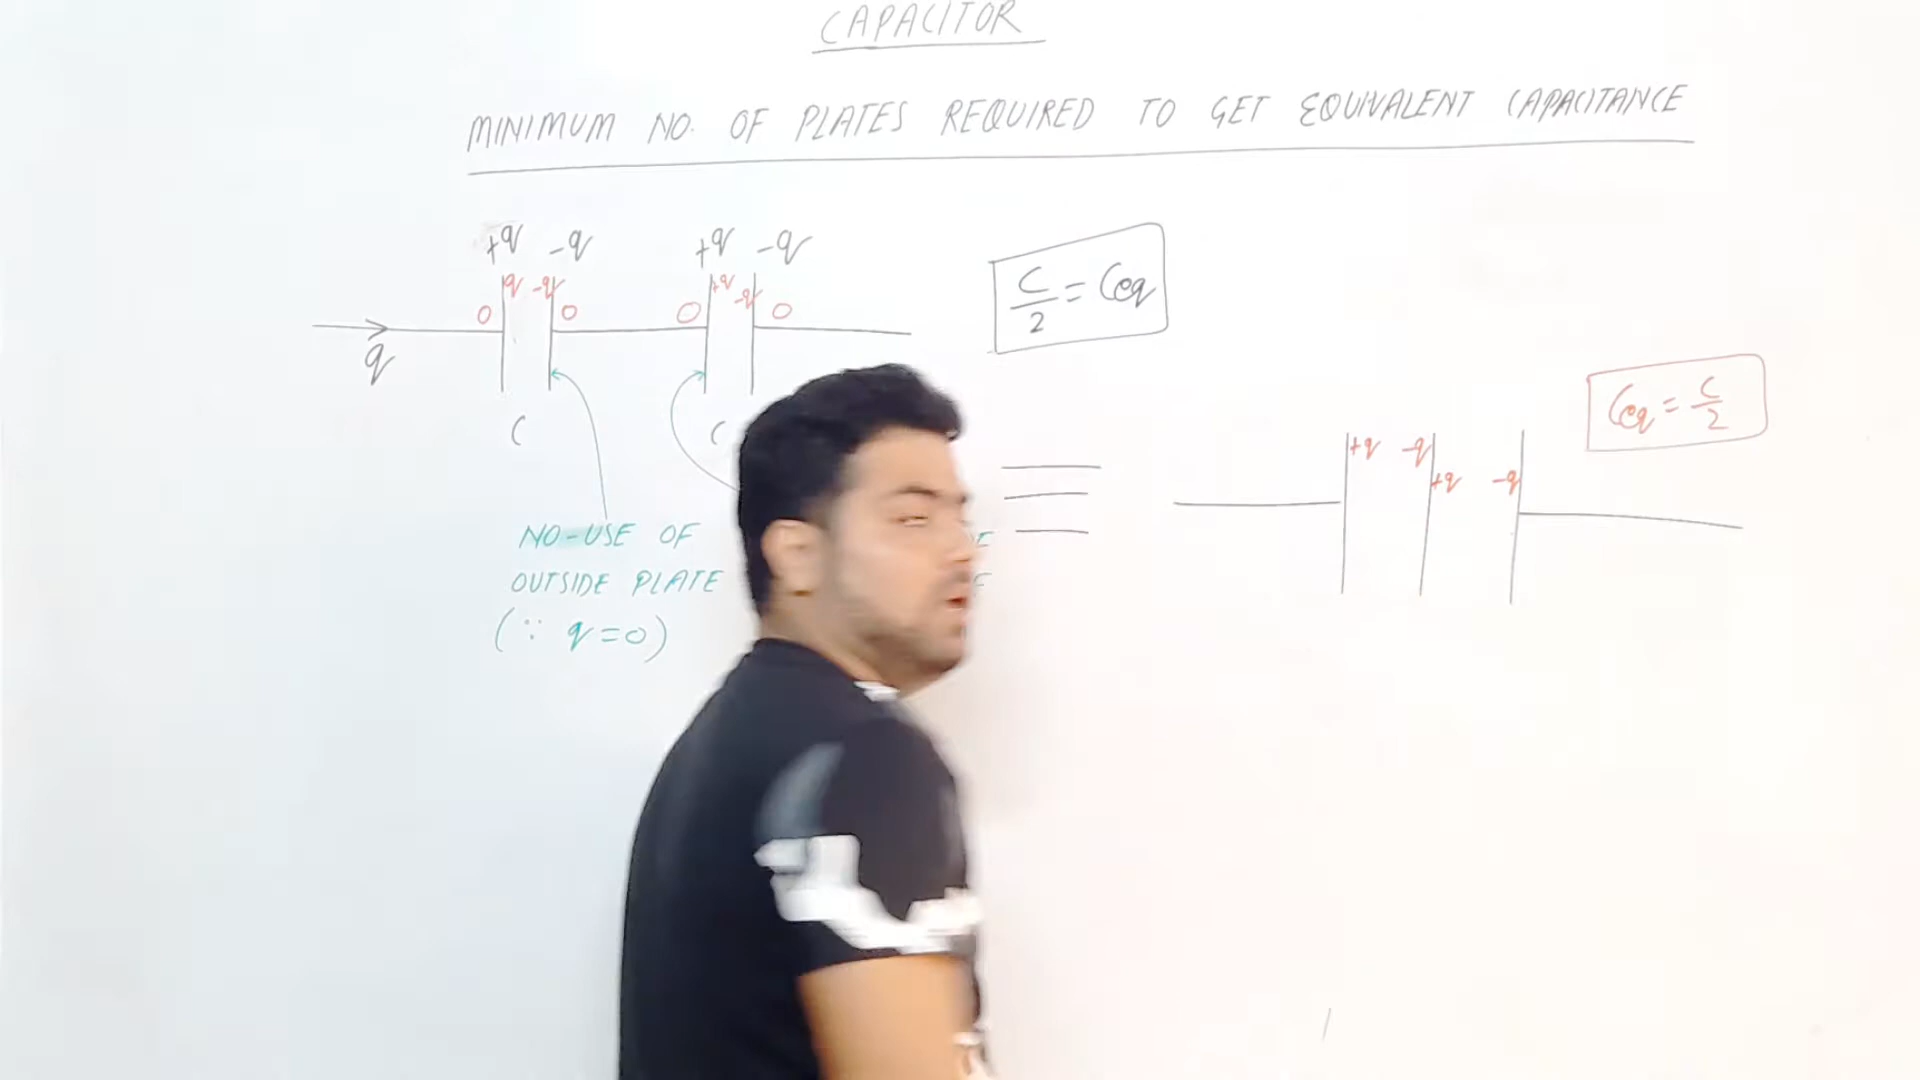 CAPACITOR
MINIMUM NO. OF PLATES REQUIRED TO GET EQUIVALENT CAPACITANCE
+q -q +q -q
q -q +q -q
0 0 0 0
q
C C
C/2 = Ceq
Ceq = C/2
+q -q
+q -q
NO-USE OF
OUTSIDE PLATE
(∵ q=0)